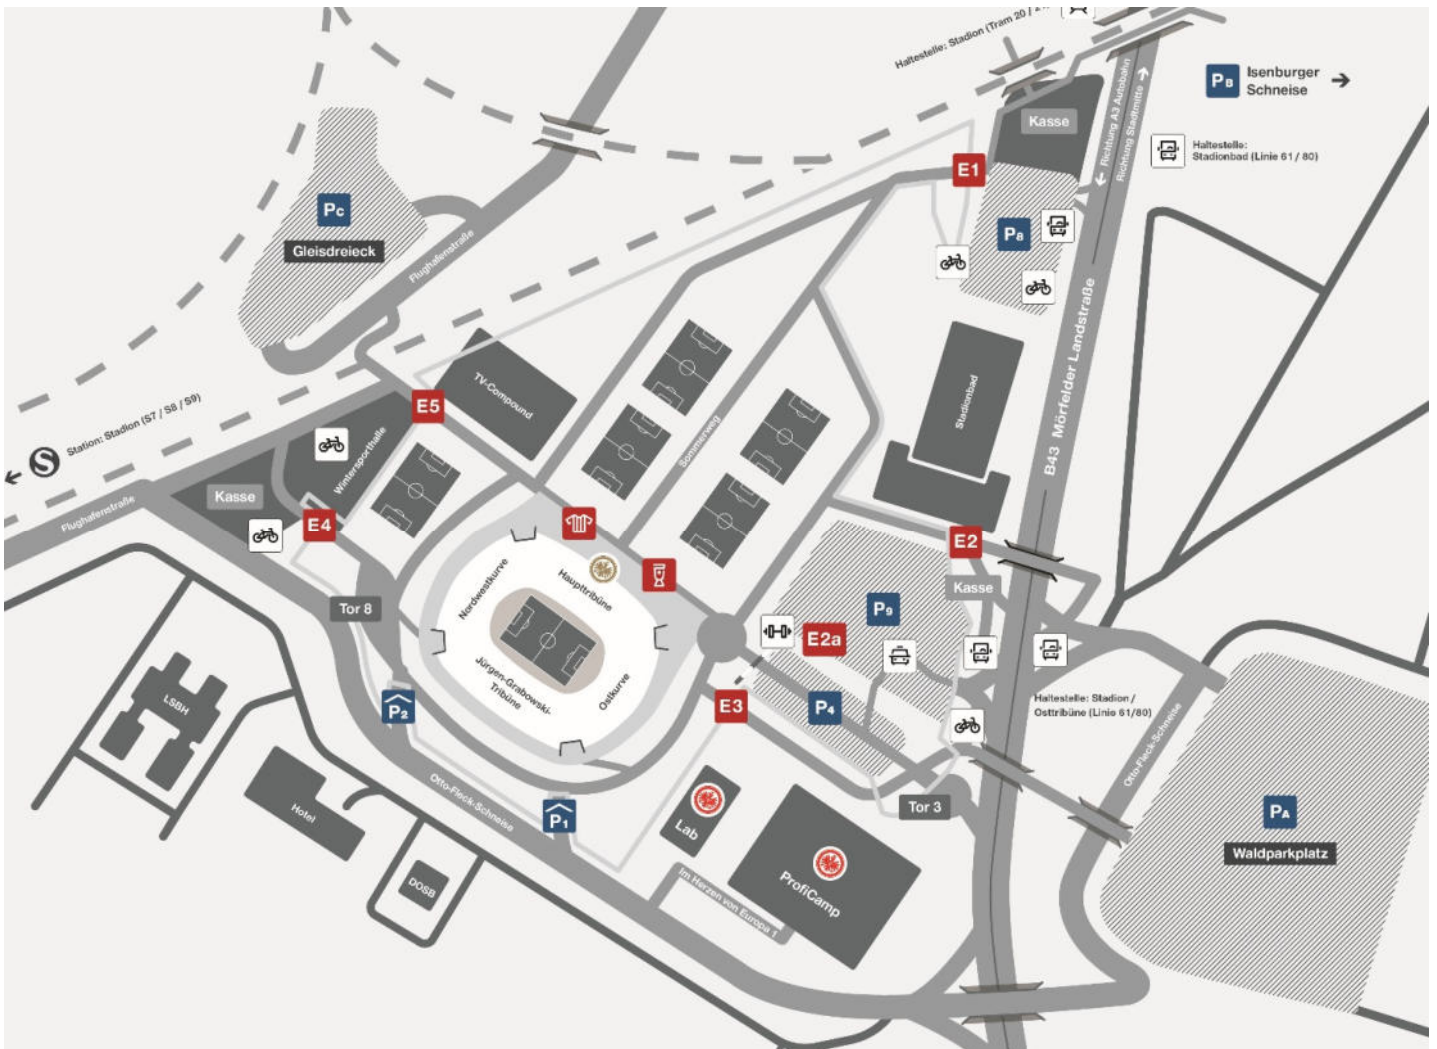 Haltestelle: Stadion (Tram 20 /
PB
Isenburger
Schneise
Kasse
Richtung A3 Autobahn
Richtung Stadtmitte
Haltestelle:
Stadionbad (Linie 61 / 80)
E1
PC
Gleisdreieck
P8
Flughafenstraße
B43 Mörfelder Landstraße
TV-Compound
Stadionbad
E5
Station: Stadion (S7 / S8 / S9)
S
Sommerweg
Wintersporthalle
Kasse
Flughafenstraße
E4
E2
Nordwestkurve
Haupttribüne
Kasse
Tor 8
P9
E2a
Jürgen-Grabowski-
Tribüne
Ostkurve
LSBH
P2
E3
P4
Haltestelle: Stadion /
Osttribüne (Linie 61/80)
Otto-Fleck-Schneise
Otto-Fleck-Schneise
Hotel
P1
Lab
Tor 3
PA
Waldparkplatz
ProfiCamp
DOSB
Im Herzen von Europa 1